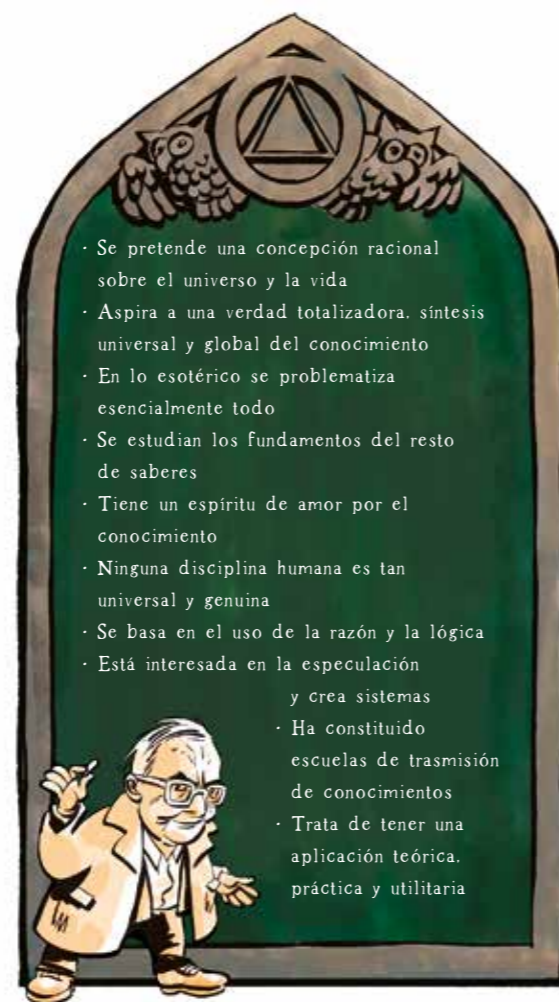 · Se pretende una concepción racional
sobre el universo y la vida
· Aspira a una verdad totalizadora, síntesis
universal y global del conocimiento
· En lo esotérico se problematiza
esencialmente todo
· Se estudian los fundamentos del resto
de saberes
· Tiene un espíritu de amor por el
conocimiento
· Ninguna disciplina humana es tan
universal y genuina
· Se basa en el uso de la razón y la lógica
· Está interesada en la especulación
y crea sistemas
· Ha constituido
escuelas de trasmisión
de conocimientos
· Trata de tener una
aplicación teórica,
práctica y utilitaria